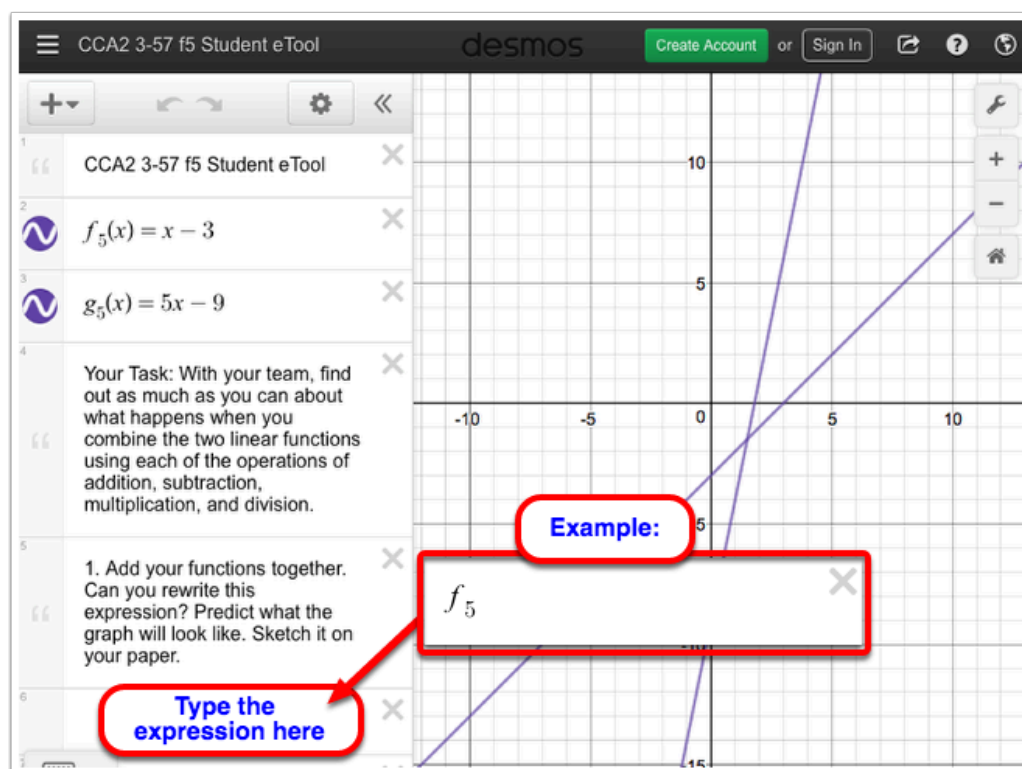 CCA2 3-57 f5 Student eTool
desmos
Create Account
or
Sign In
1
CCA2 3-57 f5 Student eTool
2
f₅(x) = x − 3
3
g₅(x) = 5x − 9
4
Your Task: With your team, find
out as much as you can about
what happens when you
combine the two linear functions
using each of the operations of
addition, subtraction,
multiplication, and division.
5
1. Add your functions together.
Can you rewrite this
expression? Predict what the
graph will look like. Sketch it on
your paper.
6
Type the
expression here
10
5
-10
-5
0
5
10
Example:
5
f₅
-10
-15